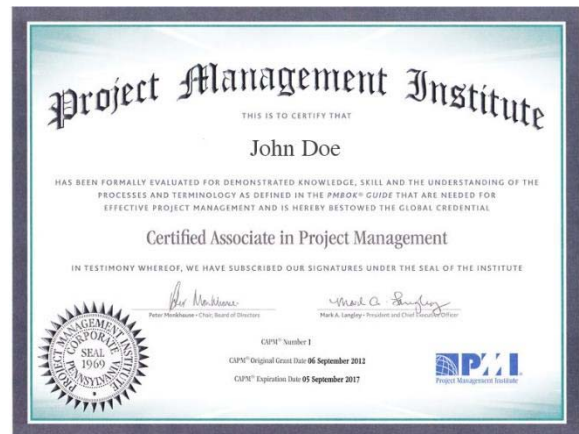 Project Management Institute
THIS IS TO CERTIFY THAT
John Doe
HAS BEEN FORMALLY EVALUATED FOR DEMONSTRATED KNOWLEDGE, SKILL AND THE UNDERSTANDING OF THE
PROCESSES AND TERMINOLOGY AS DEFINED IN THE PMBOK® GUIDE THAT ARE NEEDED FOR
EFFECTIVE PROJECT MANAGEMENT AND IS HEREBY BESTOWED THE GLOBAL CREDENTIAL
Certified Associate in Project Management
IN TESTIMONY WHEREOF, WE HAVE SUBSCRIBED OUR SIGNATURES UNDER THE SEAL OF THE INSTITUTE
Peter Monkhouse • Chair, Board of Directors
Mark A. Langley
Mark A. Langley • President and Chief Executive Officer
PROJECT MANAGEMENT INSTITUTE
CORPORATE
SEAL
1969
PENNSYLVANIA
CAPM® Number 1
CAPM® Original Grant Date 06 September 2012
CAPM® Expiration Date 05 September 2017
PMI
Project Management Institute